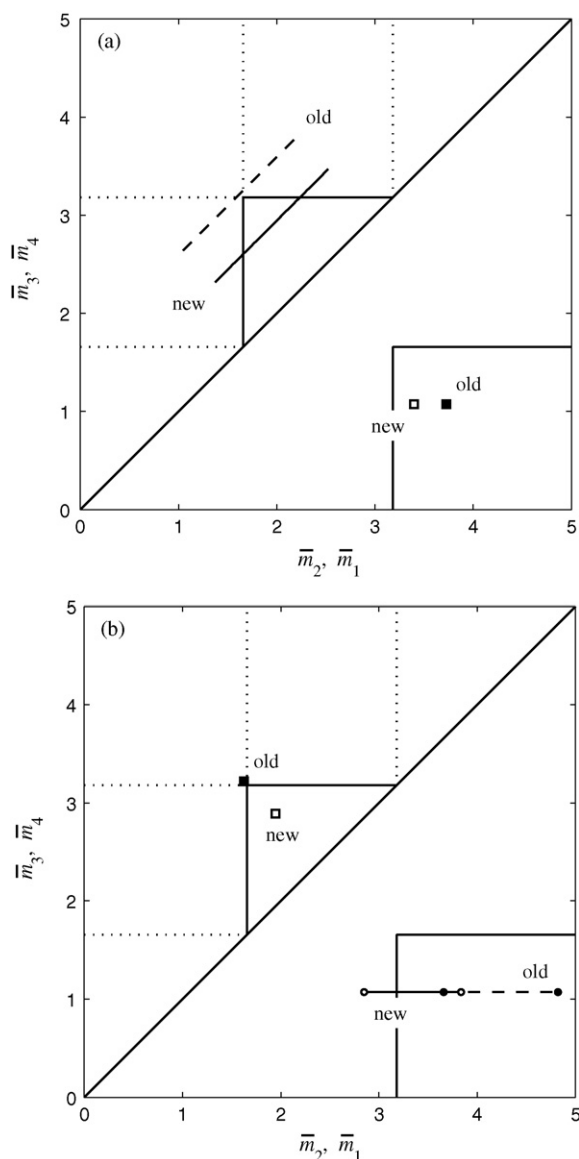 (a)
5
4
3
2
1
0
old
new
old
new
0 1 2 3 4 5
m̅₃, m̅₄
m̅₂, m̅₁
(b)
5
4
3
2
1
0
old
new
old
new
0 1 2 3 4 5
m̅₃, m̅₄
m̅₂, m̅₁